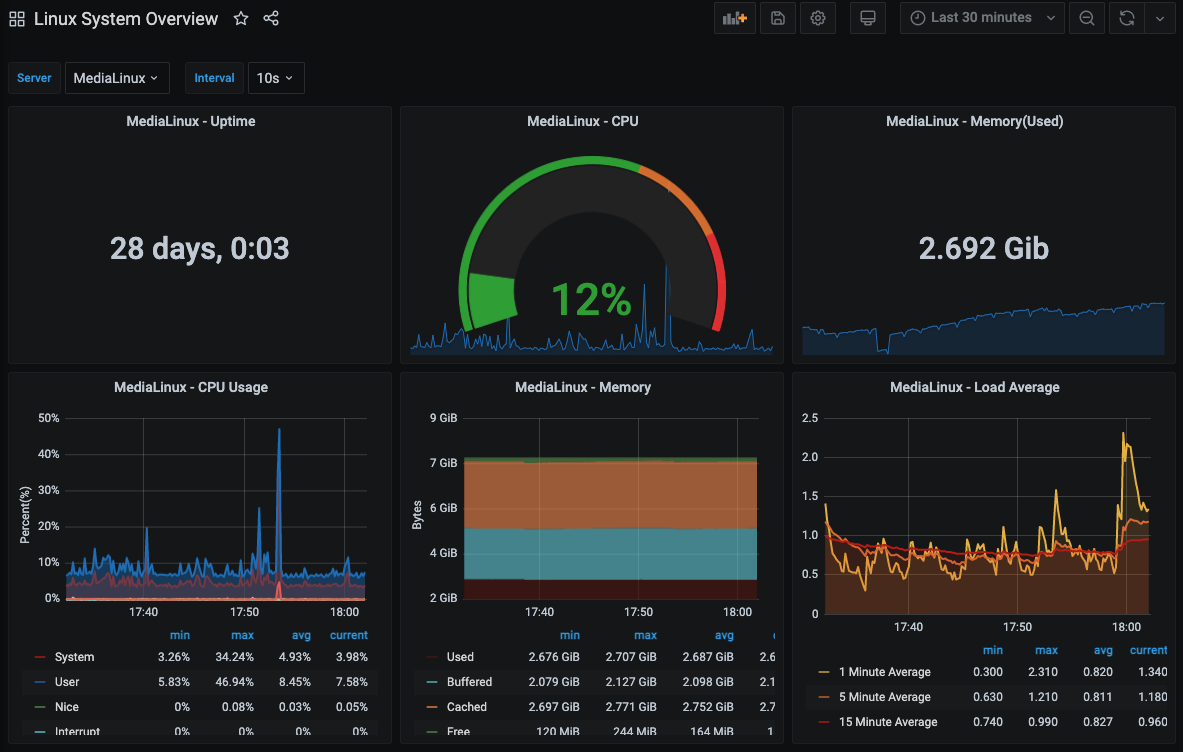 Linux System Overview
Last 30 minutes
Server MediaLinux Interval 10s
MediaLinux - Uptime
28 days, 0:03
MediaLinux - CPU
12%
MediaLinux - Memory(Used)
2.692 Gib
MediaLinux - CPU Usage
Percent(%)
50%
40%
30%
20%
10%
0%
17:40 17:50 18:00
min max avg current
System 3.26% 34.24% 4.93% 3.98%
User 5.83% 46.94% 8.45% 7.58%
Nice 0% 0.08% 0.03% 0.05%
Interrupt 0% 0% 0% 0%
MediaLinux - Memory
Bytes
9 GiB
7 GiB
6 GiB
4 GiB
2 GiB
17:40 17:50 18:00
min max avg c
Used 2.676 GiB 2.707 GiB 2.687 GiB 2.6
Buffered 2.079 GiB 2.127 GiB 2.098 GiB 2.1
Cached 2.697 GiB 2.771 GiB 2.752 GiB 2.7
Free 120 MiB 244 MiB 164 MiB 1
MediaLinux - Load Average
2.5
2.0
1.5
1.0
0.5
0
17:40 17:50 18:00
min max avg current
1 Minute Average 0.300 2.310 0.820 1.340
5 Minute Average 0.630 1.210 0.811 1.180
15 Minute Average 0.740 0.990 0.827 0.960